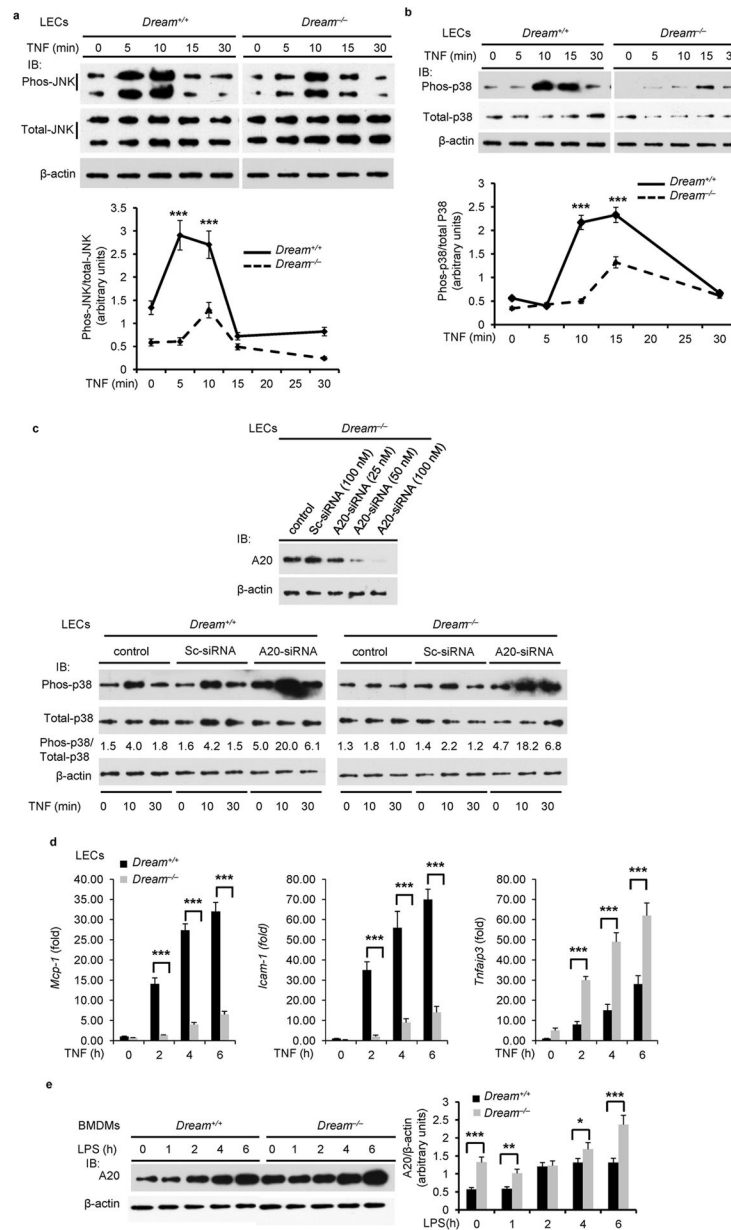 a
LECs Dream+/+ Dream–/–
TNF (min) 0 5 10 15 30 0 5 10 15 30
IB:
Phos-JNK
Total-JNK
β-actin
Phos-JNK/total-JNK
(arbitrary units)
3.5
3
2.5
2
1.5
1
0.5
0
*** ***
Dream+/+
Dream–/–
TNF (min) 0 5 10 15 20 25 30
b
LECs Dream+/+ Dream–/–
TNF (min) 0 5 10 15 30 0 5 10 15 30
IB:
Phos-p38
Total-p38
β-actin
Phos-p38/total P38
(arbitrary units)
3
2.5
2
1.5
1
0.5
0
*** ***
Dream+/+
Dream–/–
TNF (min) 0 5 10 15 20 25 30
c
LECs Dream–/–
control
Sc-siRNA (100 nM)
A20-siRNA (25 nM)
A20-siRNA (50 nM)
A20-siRNA (100 nM)
IB:
A20
β-actin
LECs Dream+/+ Dream–/–
control Sc-siRNA A20-siRNA control Sc-siRNA A20-siRNA
IB:
Phos-p38
Total-p38
Phos-p38/ 1.5 4.0 1.8 1.6 4.2 1.5 5.0 20.0 6.1 1.3 1.8 1.0 1.4 2.2 1.2 4.7 18.2 6.8
Total-p38
β-actin
TNF (min) 0 10 30 0 10 30 0 10 30 0 10 30 0 10 30 0 10 30
d
LECs
Dream+/+
Dream–/–
Mcp-1 (fold)
40.00
35.00
30.00
25.00
20.00
15.00
10.00
5.00
0.00
*** *** ***
TNF (h) 0 2 4 6
Icam-1 (fold)
80.00
70.00
60.00
50.00
40.00
30.00
20.00
10.00
0.00
*** *** ***
TNF (h) 0 2 4 6
Tnfaip3 (fold)
80.00
70.00
60.00
50.00
40.00
30.00
20.00
10.00
0.00
*** *** ***
TNF (h) 0 2 4 6
e
BMDMs Dream+/+ Dream–/–
LPS (h) 0 1 2 4 6 0 1 2 4 6
IB:
A20
β-actin
A20/β-actin
(arbitrary units)
3
2.5
2
1.5
1
0.5
0
Dream+/+
Dream–/–
*** ** * ***
LPS(h) 0 1 2 4 6